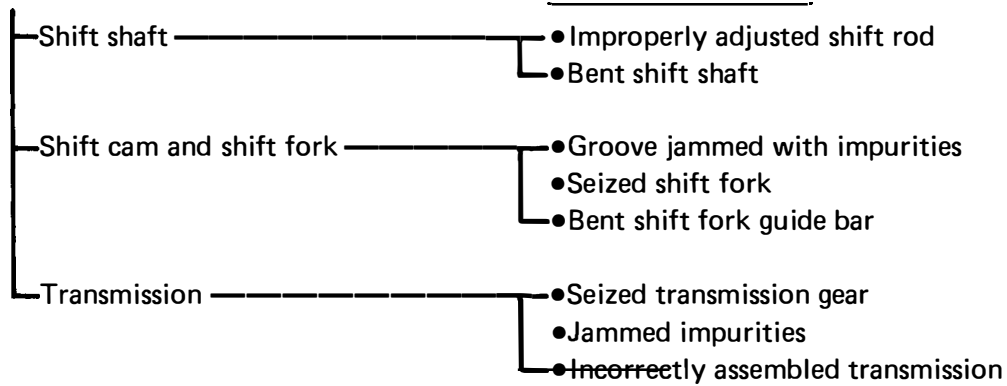 Shift shaft
•Improperly adjusted shift rod
•Bent shift shaft
Shift cam and shift fork
•Groove jammed with impurities
•Seized shift fork
•Bent shift fork guide bar
Transmission
•Seized transmission gear
•Jammed impurities
•Incorrectly assembled transmission